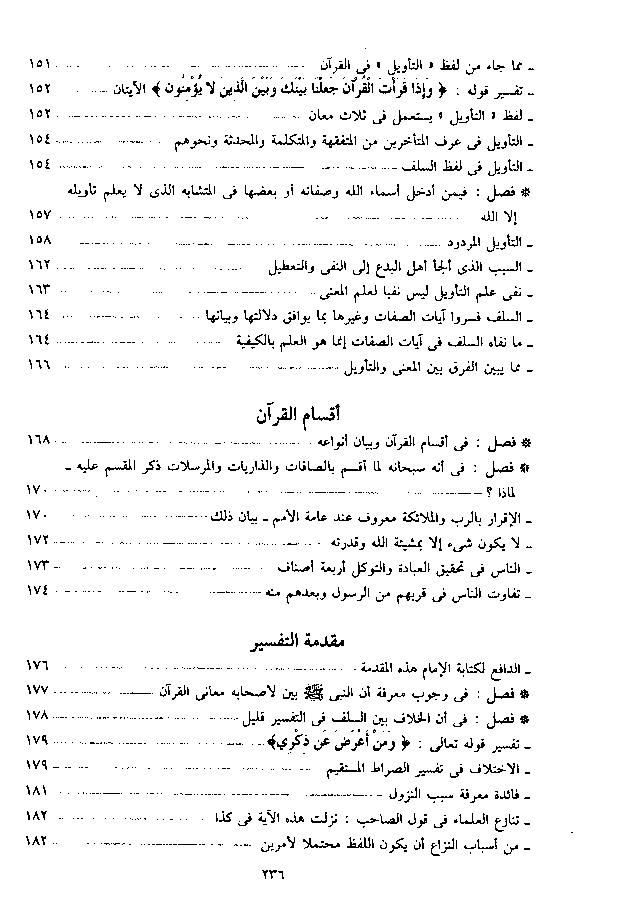 ـ مما جاء من لفظ « التأويل » فى القرآن ١٥١
ـ تفسير قوله : ﴿ وَإِذَا قَرَأْتَ الْقُرْآنَ جَعَلْنَا بَيْنَكَ وَبَيْنَ الَّذِينَ لا يُؤْمِنُونَ ﴾ الآيتان ١٥٢
ـ لفظ « التأويل » يستعمل فى ثلاث معان ١٥٢
ـ التأويل فى عرف المتأخرين من المتفقهة والمتكلمة والمحدثة ونحوهم ١٥٤
ـ التأويل فى لفظ السلف ١٥٤
* فصل : فيمن أدخل أسماء الله وصفاته أو بعضها فى المتشابه الذى لا يعلم تأويله
إلا الله ١٥٧
ـ التأويل المردود ١٥٨
ـ السبب الذى ألجأ أهل البدع إلى النفى والتعطيل ١٦٢
ـ نفى علم التأويل ليس نفيا لعلم المعنى ١٦٣
ـ السلف فسروا آيات الصفات وغيرها بما يوافق دلالتها وبيانها ١٦٤
ـ ما نفاه السلف فى آيات الصفات إنما هو العلم بالكيفية ١٦٤
ـ مما يبين الفرق بين المعنى والتأويل ١٦٦
أقسام القرآن
* فصل : فى أقسام القرآن وبيان أنواعه ١٦٨
* فصل : فى أنه سبحانه لما أقسم بالصافات والذاريات والمرسلات ذكر المقسم عليه ـ
لماذا ؟ ١٧٠
ـ الإقرار بالرب والملائكة معروف عند عامة الأمم ـ بيان ذلك ١٧٠
ـ لا يكون شىء إلا بمشيئة الله وقدرته ١٧٢
ـ الناس فى تحقيق العبادة والتوكل أربعة أصناف ١٧٣
ـ تفاوت الناس فى قربهم من الرسول وبعدهم منه ١٧٤
مقدمة التفسير
ـ الدافع لكتابة الإمام هذه المقدمة ١٧٦
* فصل : فى وجوب معرفة أن النبى ﷺ بين لأصحابه معانى القرآن ١٧٧
* فصل : فى أن الخلاف بين السلف فى التفسير قليل ١٧٨
ـ تفسير قوله تعالى : ﴿ وَمَنْ أَعْرَضَ عَن ذِكْرِي ﴾ ١٧٩
ـ الاختلاف فى تفسير الصراط المستقيم ١٧٩
ـ فائدة معرفة سبب النزول ١٨١
ـ تنازع العلماء فى قول الصاحب : نزلت هذه الآية فى كذا ١٨٢
ـ من أسباب النزاع أن يكون اللفظ محتملا لأمرين ١٨٢
٢٣٦